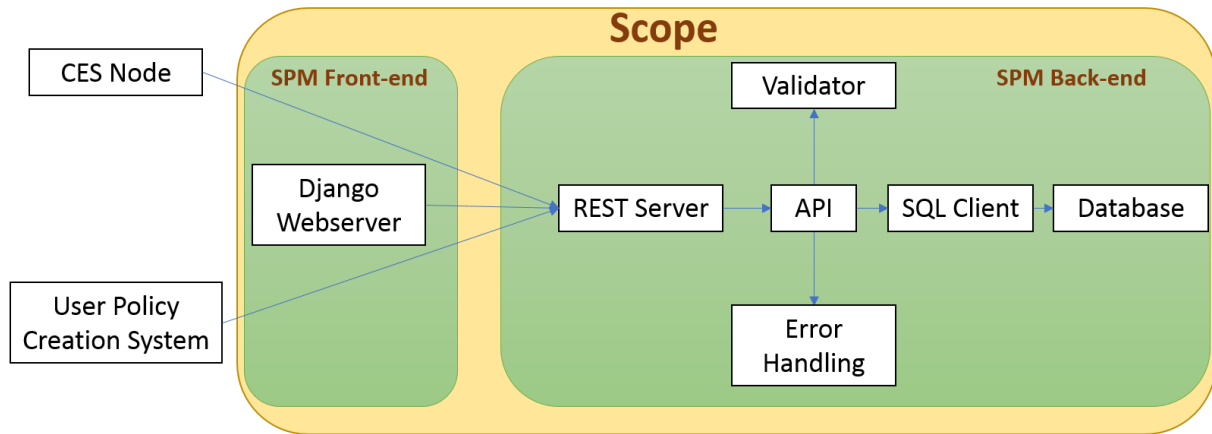 Scope
CES Node
SPM Front-end
Validator
SPM Back-end
Django
Webserver
REST Server
API
SQL Client
Database
User Policy
Creation System
Error
Handling